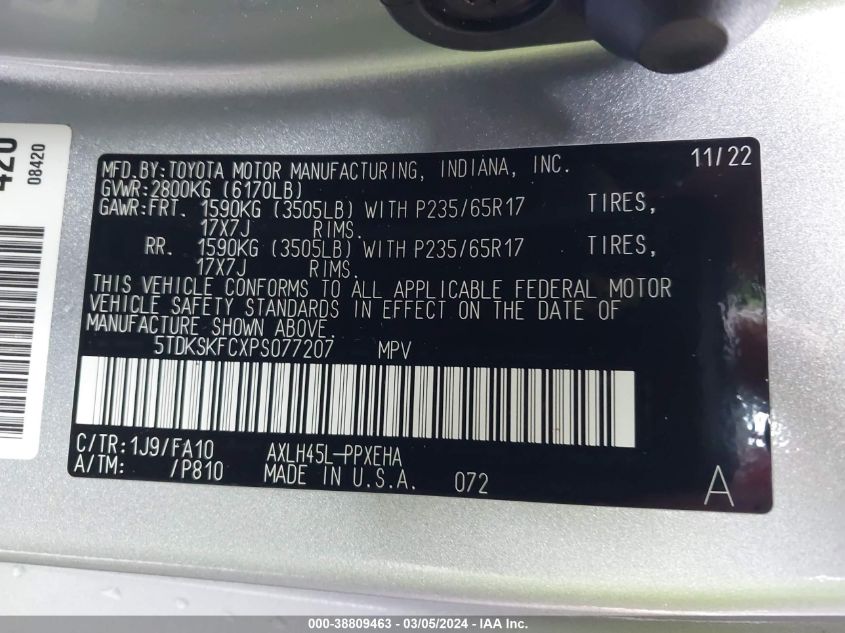 420
08420
MFD.BY:TOYOTA MOTOR MANUFACTURING, INDIANA, INC. 11/22
GVWR:2800KG (6170LB)
GAWR:FRT. 1590KG (3505LB) WITH P235/65R17 TIRES,
17X7J RIMS.
RR. 1590KG (3505LB) WITH P235/65R17 TIRES,
17X7J RIMS.
THIS VEHICLE CONFORMS TO ALL APPLICABLE FEDERAL MOTOR
VEHICLE SAFETY STANDARDS IN EFFECT ON THE DATE OF
MANUFACTURE SHOWN ABOVE.
5TDKSKFCXPS077207 MPV
C/TR:1J9/FA10 AXLH45L-PPXEHA
A/TM: /P810 MADE IN U.S.A. 072 A
000-38809463 - 03/05/2024 - IAA Inc.